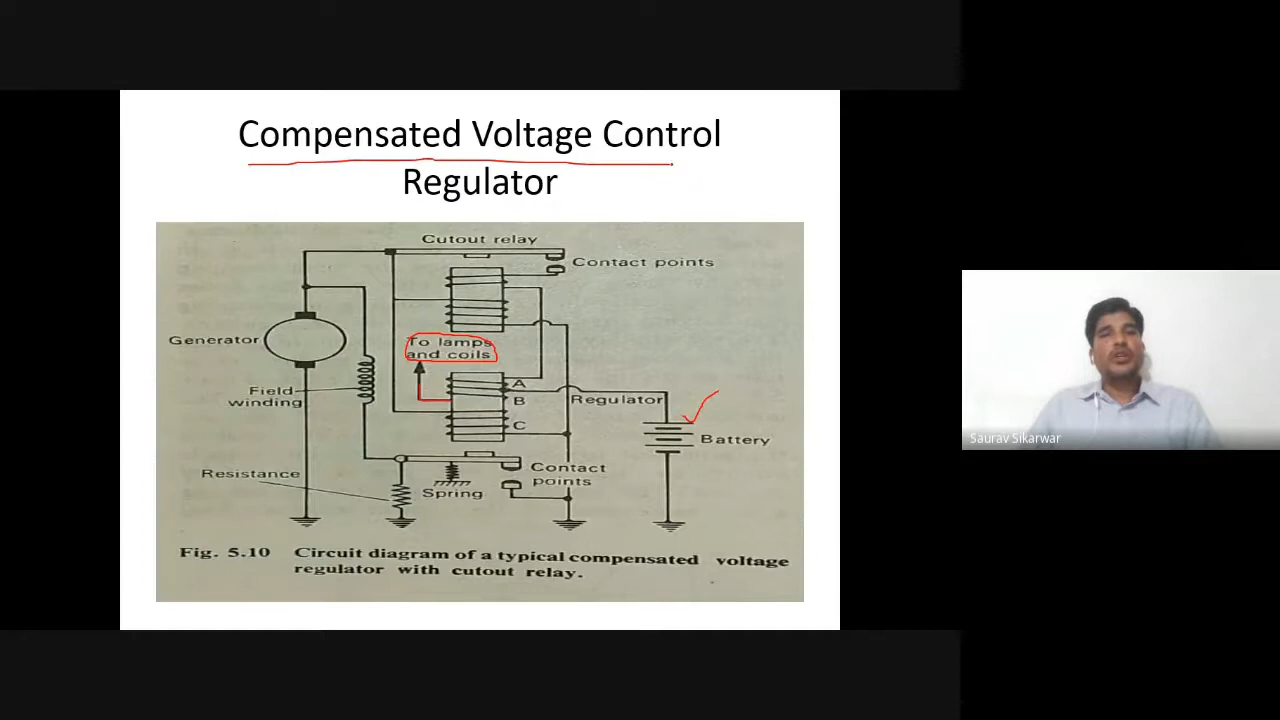 Compensated Voltage Control
Regulator
Cutout relay
Contact points
Generator
To lamps
and coils
Field
winding
A
B
Regulator
C
Battery
Resistance
Contact
points
Spring
Saurav Sikarwar
Fig. 5.10 Circuit diagram of a typical compensated voltage
regulator with cutout relay.